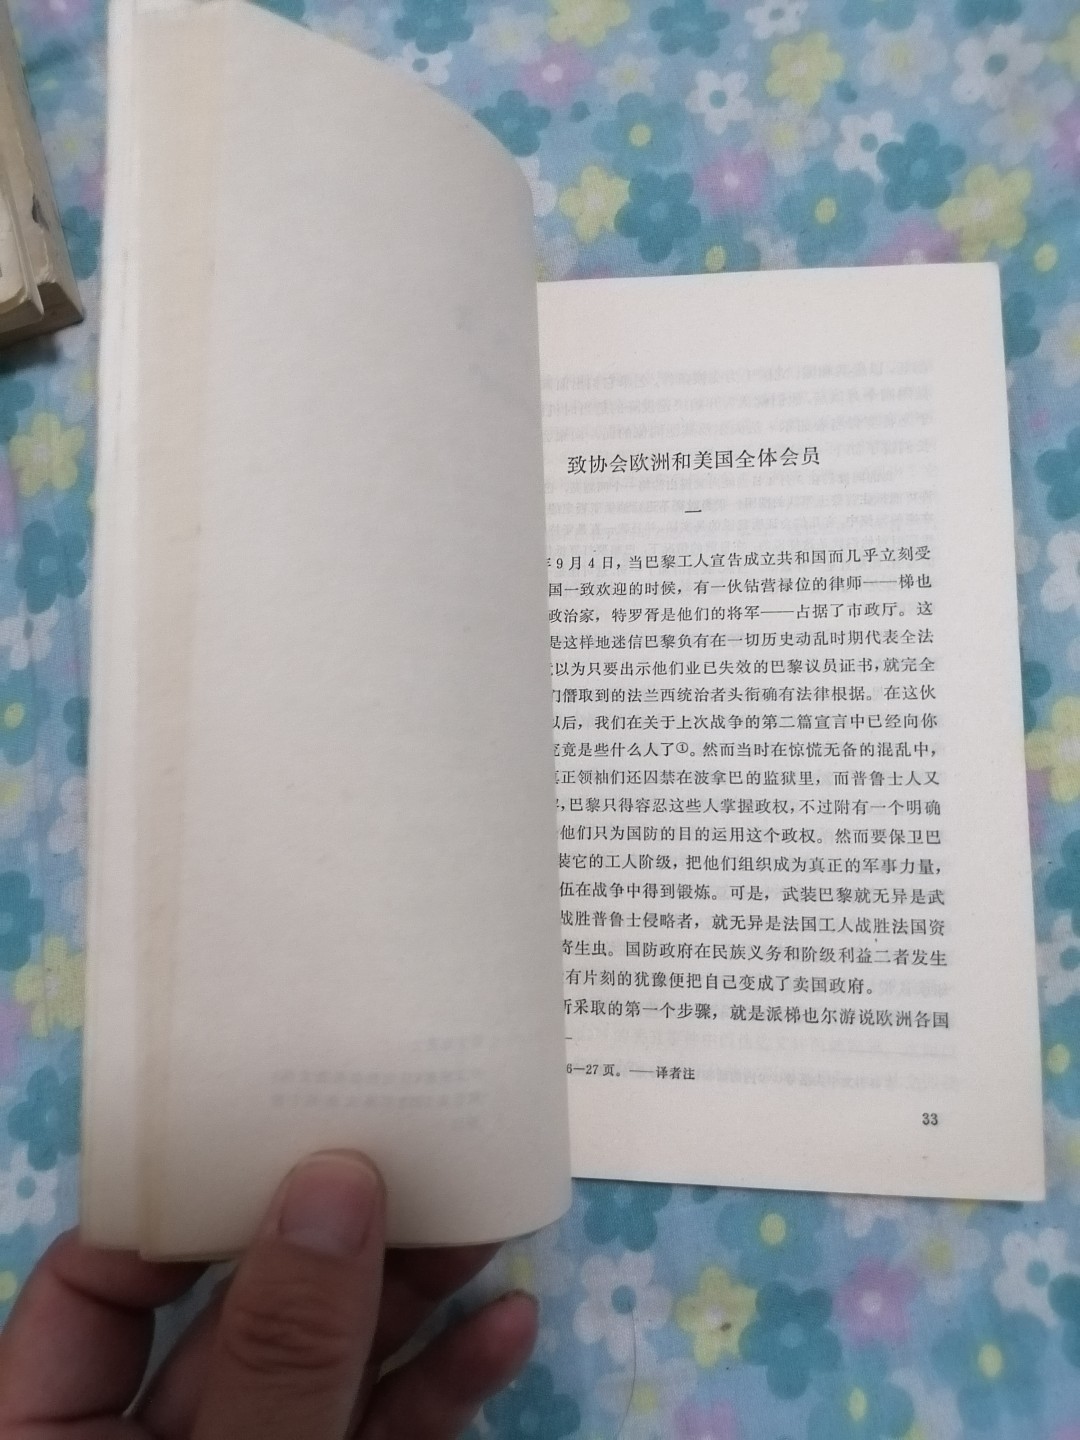 致协会欧洲和美国全体会员
一
年9月4日，当巴黎工人宣告成立共和国而几乎立刻受
国一致欢迎的时候，有一伙钻营禄位的律师——梯也
政治家，特罗胥是他们的将军——占据了市政厅。这
是这样地迷信巴黎负有在一切历史动乱时期代表全法
以为只要出示他们业已失效的巴黎议员证书，就完全
们僭取到的法兰西统治者头衔确有法律根据。在这伙
以后，我们在关于上次战争的第二篇宣言中已经向你
究竟是些什么人了①。然而当时在惊慌无备的混乱中，
真正领袖们还囚禁在波拿巴的监狱里，而普鲁士人又
，巴黎只得容忍这些人掌握政权，不过附有一个明确
他们只为国防的目的运用这个政权。然而要保卫巴
装它的工人阶级，把他们组织成为真正的军事力量，
伍在战争中得到锻炼。可是，武装巴黎就无异是武
战胜普鲁士侵略者，就无异是法国工人战胜法国资
寄生虫。国防政府在民族义务和阶级利益二者发生
有片刻的犹豫便把自己变成了卖国政府。
所采取的第一个步骤，就是派梯也尔游说欧洲各国
6—27页。——译者注
33